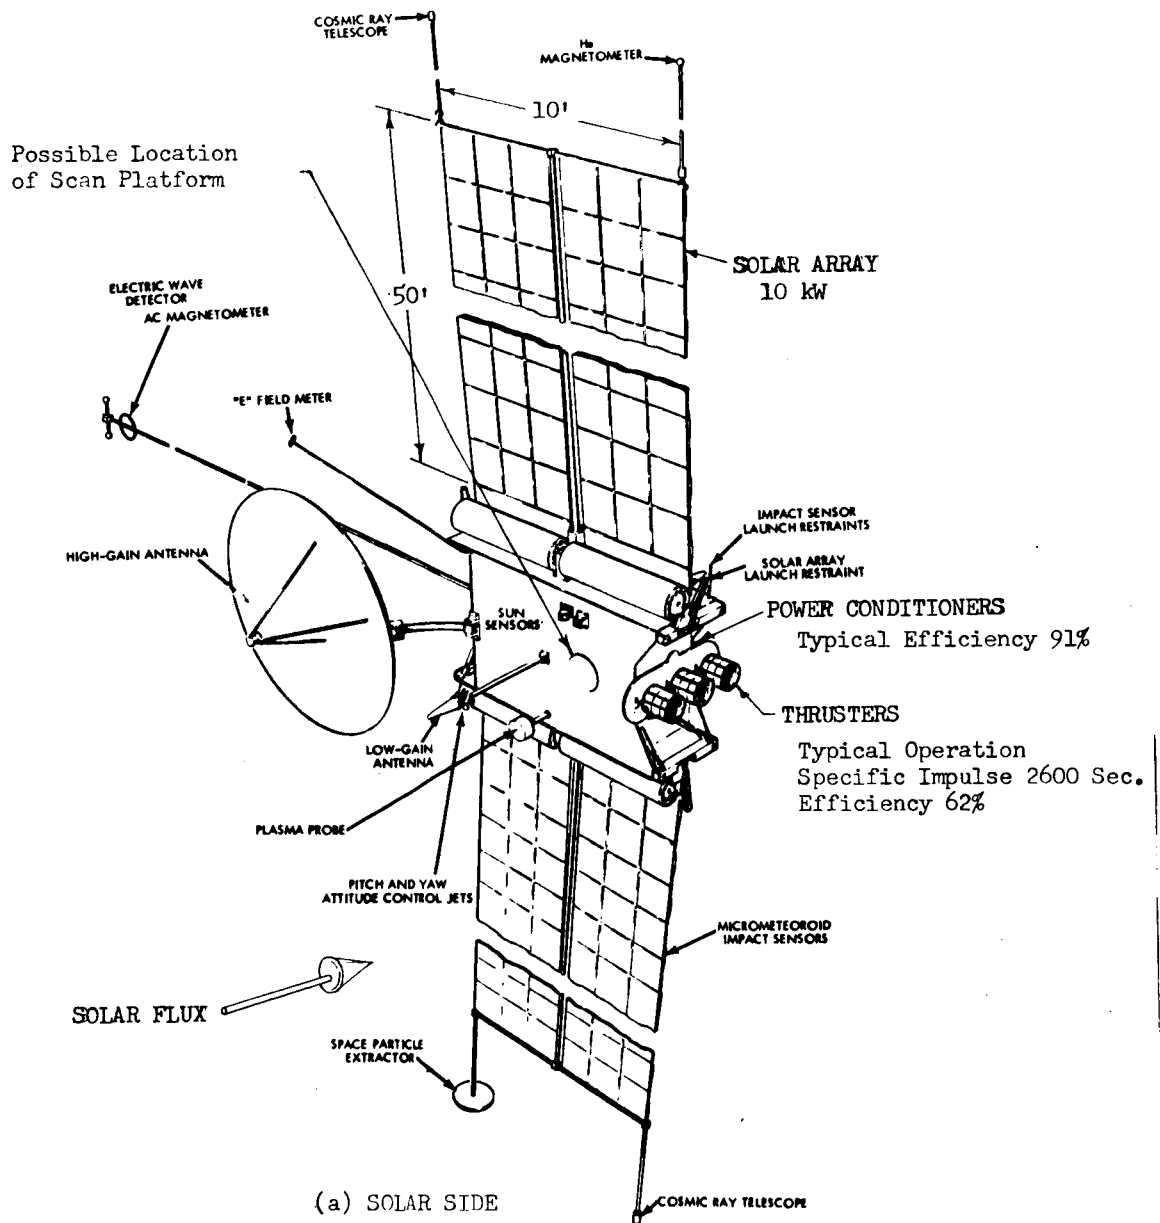 COSMIC RAY
TELESCOPE
He
MAGNETOMETER
10'
Possible Location
of Scan Platform
SOLAR ARRAY
10 kW
ELECTRIC WAVE
DETECTOR
AC MAGNETOMETER
50'
"E" FIELD METER
IMPACT SENSOR
LAUNCH RESTRAINTS
HIGH-GAIN ANTENNA
SOLAR ARRAY
LAUNCH RESTRAINT
SUN
SENSORS
POWER CONDITIONERS
Typical Efficiency 91%
THRUSTERS
Typical Operation
Specific Impulse 2600 Sec.
Efficiency 62%
LOW-GAIN
ANTENNA
PLASMA PROBE
PITCH AND YAW
ATTITUDE CONTROL JETS
MICROMETEOROID
IMPACT SENSORS
SOLAR FLUX
SPACE PARTICLE
EXTRACTOR
(a) SOLAR SIDE
COSMIC RAY TELESCOPE